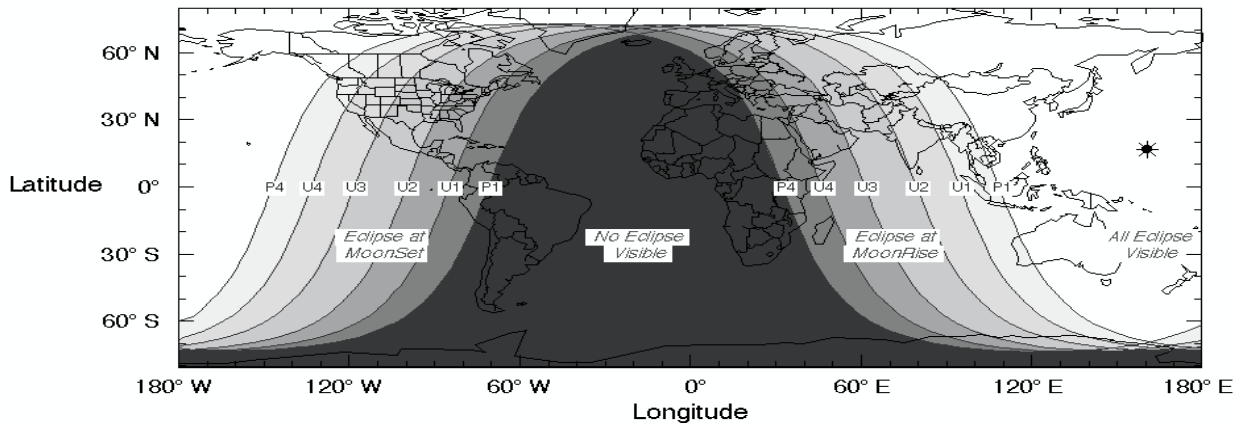 60° N
30° N
Latitude 0°
P4 U4 U3 U2 U1 P1 P4 U4 U3 U2 U1 P1
Eclipse at
MoonSet
No Eclipse
Visible
Eclipse at
MoonRise
All Eclipse
Visible
30° S
60° S
180° W 120° W 60° W 0° 60° E 120° E 180° E
Longitude